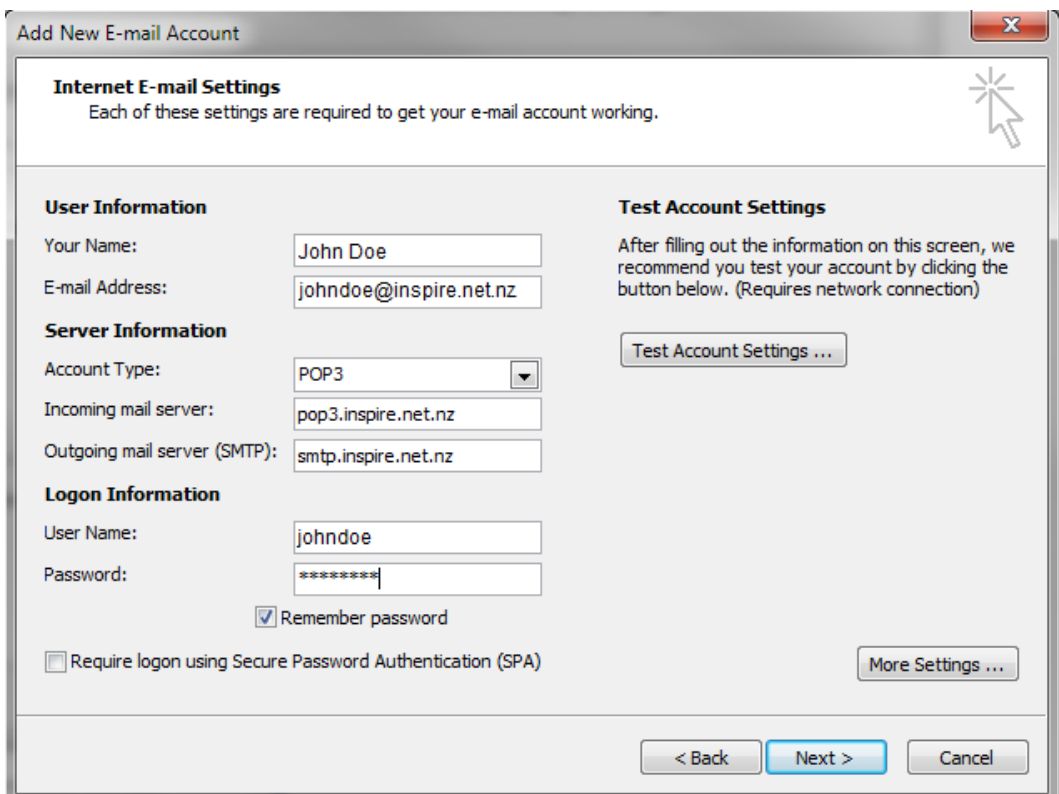 Add New E-mail Account
Internet E-mail Settings
Each of these settings are required to get your e-mail account working.
User Information
Your Name:
John Doe
E-mail Address:
johndoe@inspire.net.nz
Server Information
Account Type:
POP3
Incoming mail server:
pop3.inspire.net.nz
Outgoing mail server (SMTP):
smtp.inspire.net.nz
Logon Information
User Name:
johndoe
Password:
********
Remember password
Require logon using Secure Password Authentication (SPA)
Test Account Settings
After filling out the information on this screen, we
recommend you test your account by clicking the
button below. (Requires network connection)
Test Account Settings ...
More Settings ...
< Back
Next >
Cancel